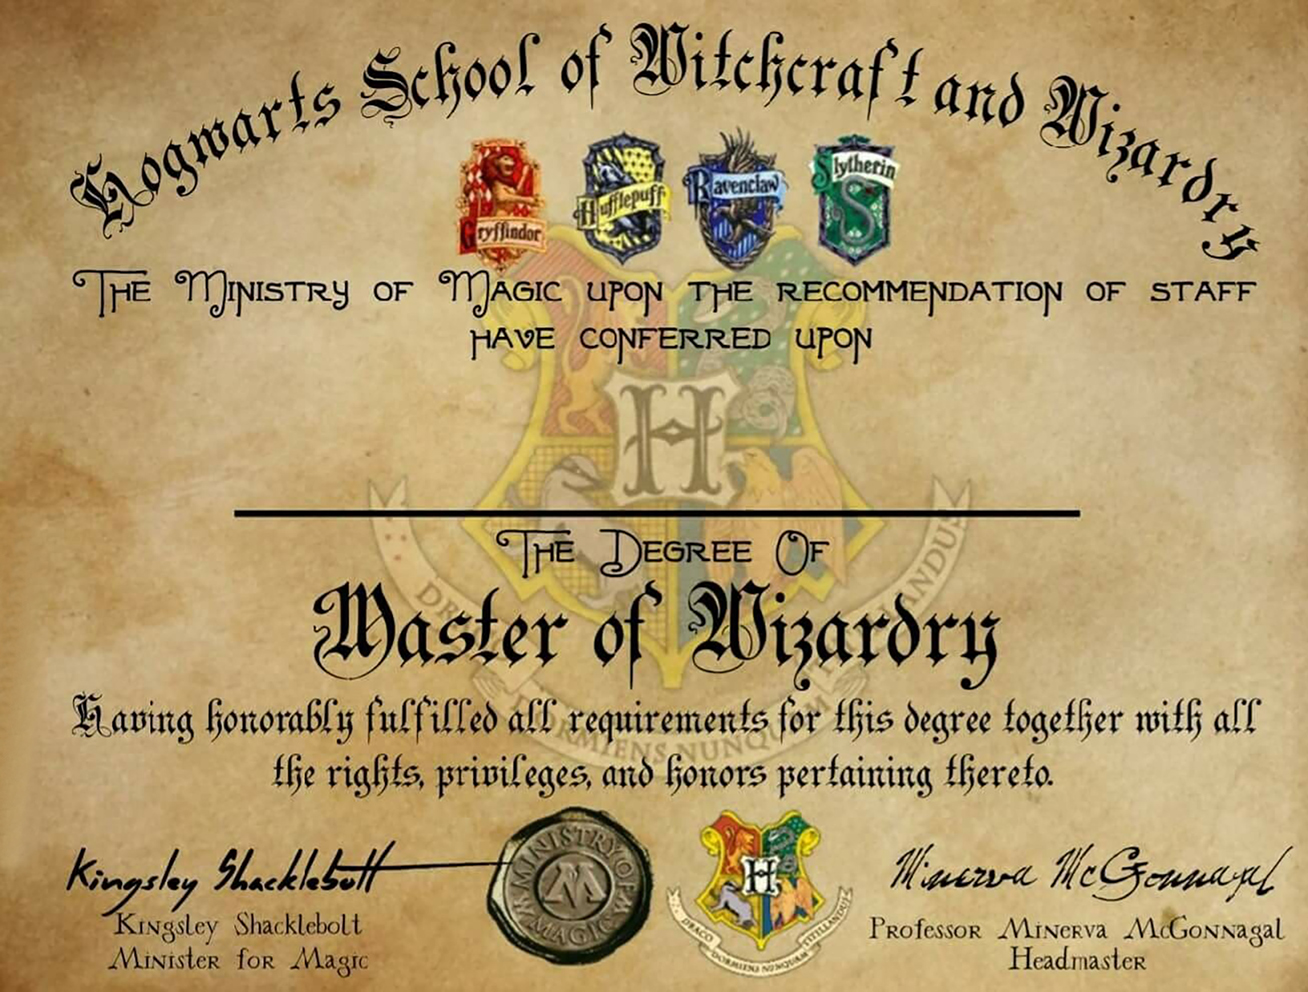 Hogwarts School of Witchcraft and Wizardry
Gryffindor
Hufflepuff
Ravenclaw
Slytherin
The Ministry of Magic upon the recommendation of staff
have conferred upon
H
The Degree Of
Master of Wizardry
Having honorably fulfilled all requirements for this degree together with all
the rights, privileges, and honors pertaining thereto.
DORMIENS NUNQUAM
Kingsley Shacklebolt
Kingsley Shacklebolt
Minister for Magic
MINISTRY OF MAGIC
M
H
DRACO DORMIENS NUNQUAM TITILLANDUS
Minerva McGonnagal
Professor Minerva McGonnagal
Headmaster